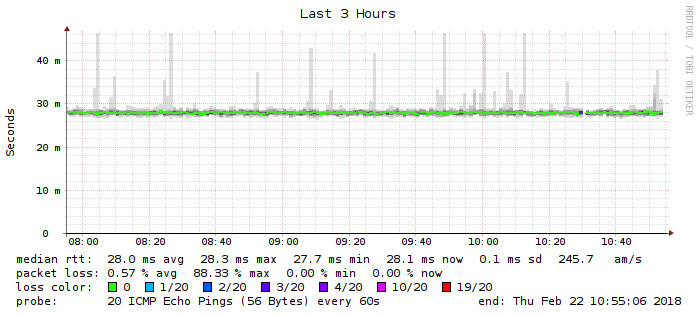 Last 3 Hours
RRDTOOL / TOBI OETIKER
Seconds
40 m
30 m
20 m
10 m
0
08:00 08:20 08:40 09:00 09:20 09:40 10:00 10:20 10:40
median rtt: 28.0 ms avg 28.3 ms max 27.7 ms min 28.1 ms now 0.1 ms sd 245.7 am/s
packet loss: 0.57 % avg 88.33 % max 0.00 % min 0.00 % now
loss color: 0 1/20 2/20 3/20 4/20 10/20 19/20
probe: 20 ICMP Echo Pings (56 Bytes) every 60s end: Thu Feb 22 10:55:06 2018